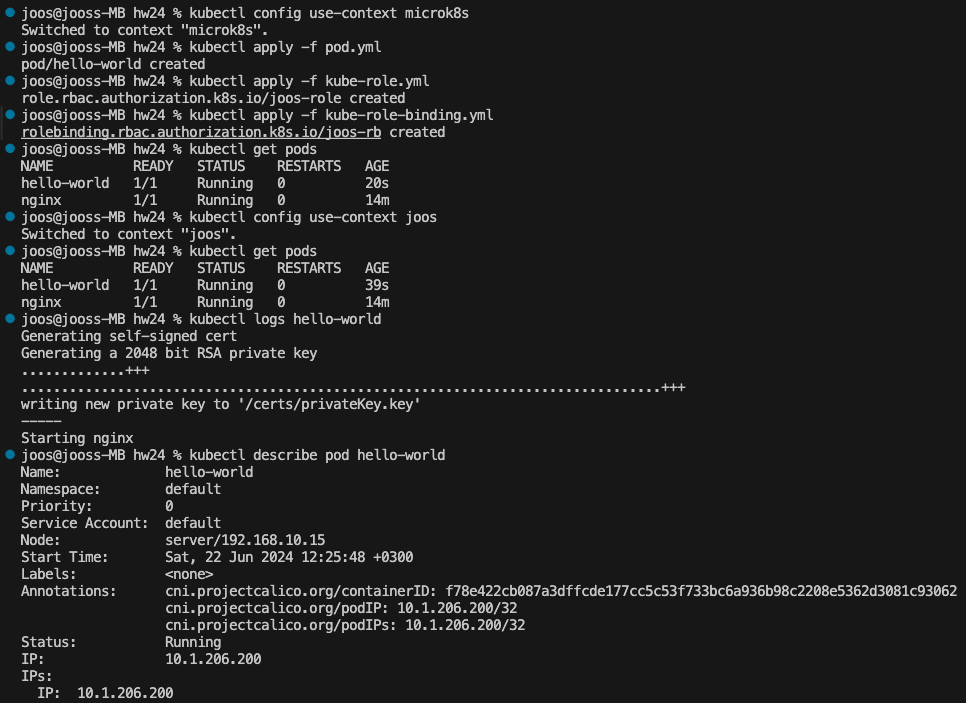 joos@jooss-MB hw24 % kubectl config use-context microk8s
Switched to context "microk8s".
joos@jooss-MB hw24 % kubectl apply -f pod.yml
pod/hello-world created
joos@jooss-MB hw24 % kubectl apply -f kube-role.yml
role.rbac.authorization.k8s.io/joos-role created
joos@jooss-MB hw24 % kubectl apply -f kube-role-binding.yml
rolebinding.rbac.authorization.k8s.io/joos-rb created
joos@jooss-MB hw24 % kubectl get pods
NAME          READY   STATUS    RESTARTS   AGE
hello-world   1/1     Running   0          20s
nginx         1/1     Running   0          14m
joos@jooss-MB hw24 % kubectl config use-context joos
Switched to context "joos".
joos@jooss-MB hw24 % kubectl get pods
NAME          READY   STATUS    RESTARTS   AGE
hello-world   1/1     Running   0          39s
nginx         1/1     Running   0          14m
joos@jooss-MB hw24 % kubectl logs hello-world
Generating self-signed cert
Generating a 2048 bit RSA private key
.............+++
................................................................................+++
writing new private key to '/certs/privateKey.key'
-----
Starting nginx
joos@jooss-MB hw24 % kubectl describe pod hello-world
Name:             hello-world
Namespace:        default
Priority:         0
Service Account:  default
Node:             server/192.168.10.15
Start Time:       Sat, 22 Jun 2024 12:25:48 +0300
Labels:           <none>
Annotations:      cni.projectcalico.org/containerID: f78e422cb087a3dffcde177cc5c53f733bc6a936b98c2208e5362d3081c93062
                  cni.projectcalico.org/podIP: 10.1.206.200/32
                  cni.projectcalico.org/podIPs: 10.1.206.200/32
Status:           Running
IP:               10.1.206.200
IPs:
  IP:  10.1.206.200